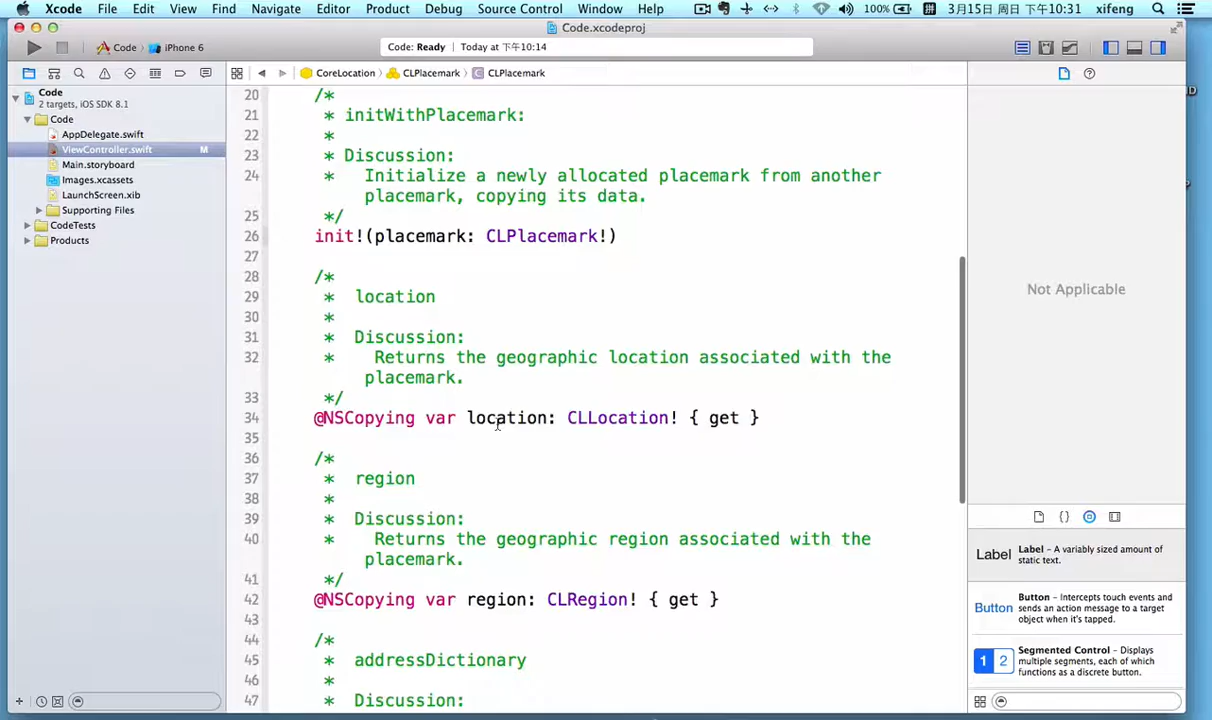 Xcode File Edit View Find Navigate Editor Product Debug Source Control Window Help 100% 拼 3月15日 周日 下午10:31 xifeng
Code.xcodeproj
Code iPhone 6
Code: Ready Today at 下午10:14
CoreLocation CLPlacemark CLPlacemark
Code
2 targets, iOS SDK 8.1
Code
AppDelegate.swift
ViewController.swift M
Main.storyboard
Images.xcassets
LaunchScreen.xib
Supporting Files
CodeTests
Products
20 /*
21 * initWithPlacemark:
22 *
23 * Discussion:
24 * Initialize a newly allocated placemark from another
placemark, copying its data.
25 */
26 init!(placemark: CLPlacemark!)
27
28 /*
29 * location
30 *
31 * Discussion:
32 * Returns the geographic location associated with the
placemark.
33 */
34 @NSCopying var location: CLLocation! { get }
35
36 /*
37 * region
38 *
39 * Discussion:
40 * Returns the geographic region associated with the
placemark.
41 */
42 @NSCopying var region: CLRegion! { get }
43
44 /*
45 * addressDictionary
46 *
47 * Discussion:
Not Applicable
{}
Label
Label - A variably sized amount of
static text.
Button
Button - Intercepts touch events and
sends an action message to a target
object when it's tapped.
1 2
Segmented Control - Displays
multiple segments, each of which
functions as a discrete button.